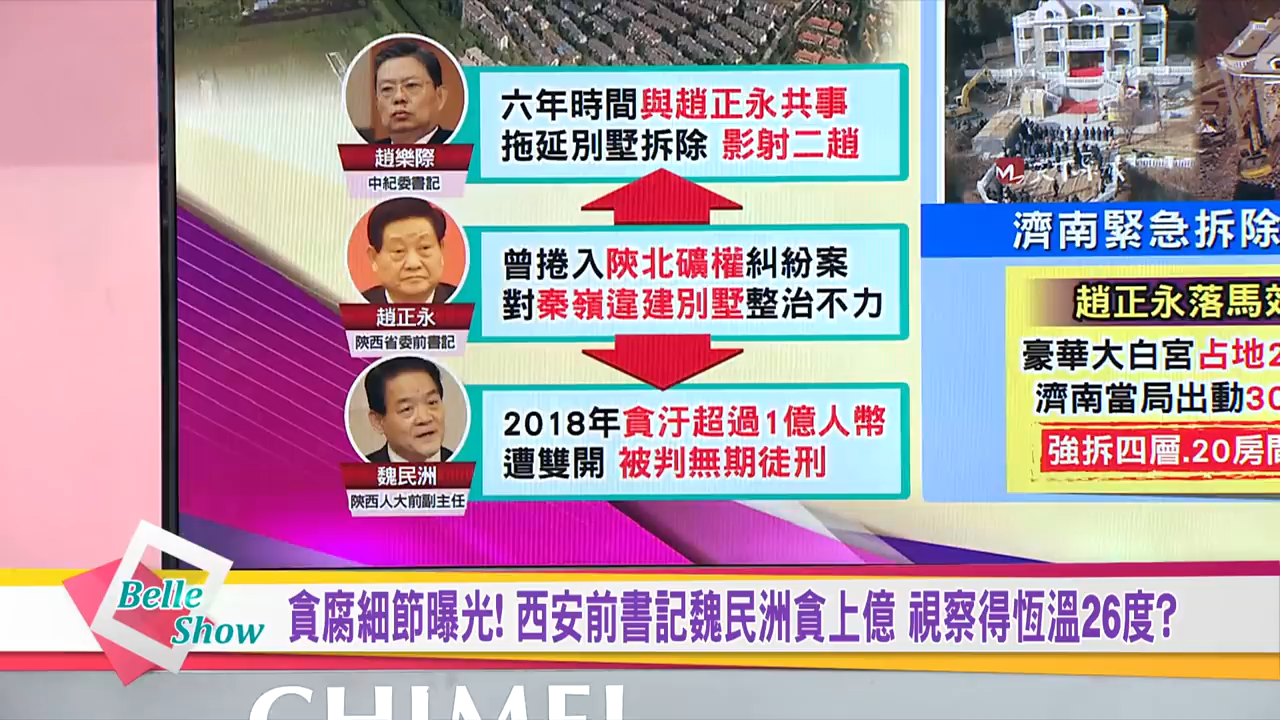 趙樂際
中紀委書記
六年時間與趙正永共事
拖延別墅拆除 影射二趙
趙正永
陝西省委前書記
曾捲入陝北礦權糾紛案
對秦嶺違建別墅整治不力
魏民洲
陝西人大前副主任
2018年貪汙超過1億人幣
遭雙開 被判無期徒刑
濟南緊急拆除
趙正永落馬效
豪華大白宮占地2
濟南當局出動30
強拆四層.20房間
Belle
Show
貪腐細節曝光! 西安前書記魏民洲貪上億 視察得恆溫26度?
CHIMEI